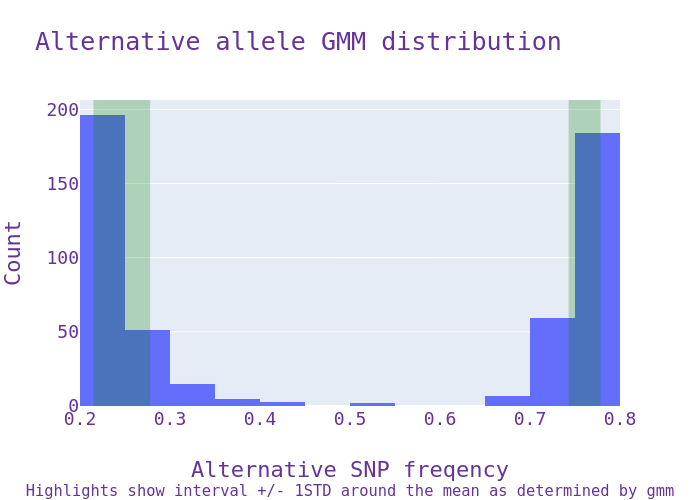 Alternative allele GMM distribution
200
150
100
50
0
Count
0.2 0.3 0.4 0.5 0.6 0.7 0.8
Alternative SNP freqency
Highlights show interval +/- 1STD around the mean as determined by gmm